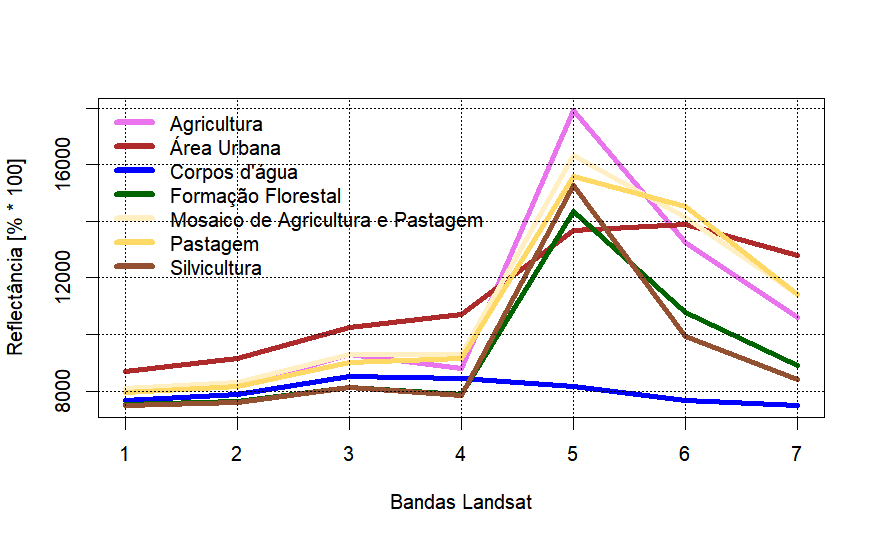 Agricultura
Área Urbana
Corpos d'água
Formação Florestal
Mosaico de Agricultura e Pastagem
Pastagem
Silvicultura
Reflectância [% * 100]
16000
12000
8000
1 2 3 4 5 6 7
Bandas Landsat